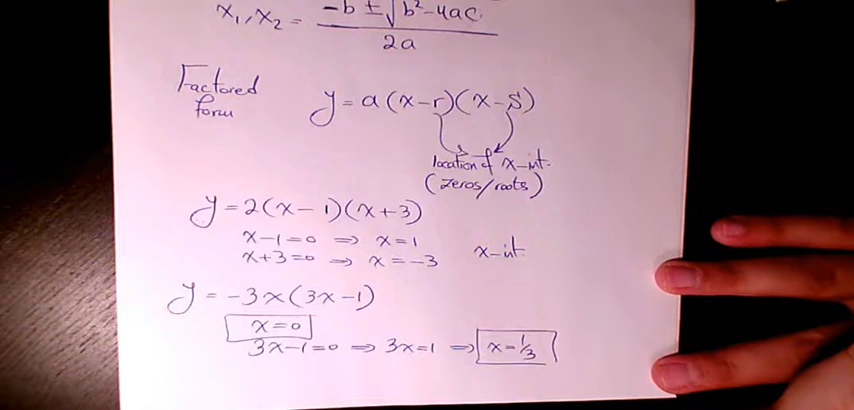 x₁, x₂ = (-b ± √(b²-4ac))/(2a)
Factored form
y = a(x-r)(x-s)
location of x-int.
(zeros/roots)
y = 2(x-1)(x+3)
x-1=0 ⇒ x=1
x+3=0 ⇒ x=-3 x-int.
y = -3x(3x-1)
x=0
3x-1=0 ⇒ 3x=1 ⇒ x=1/3